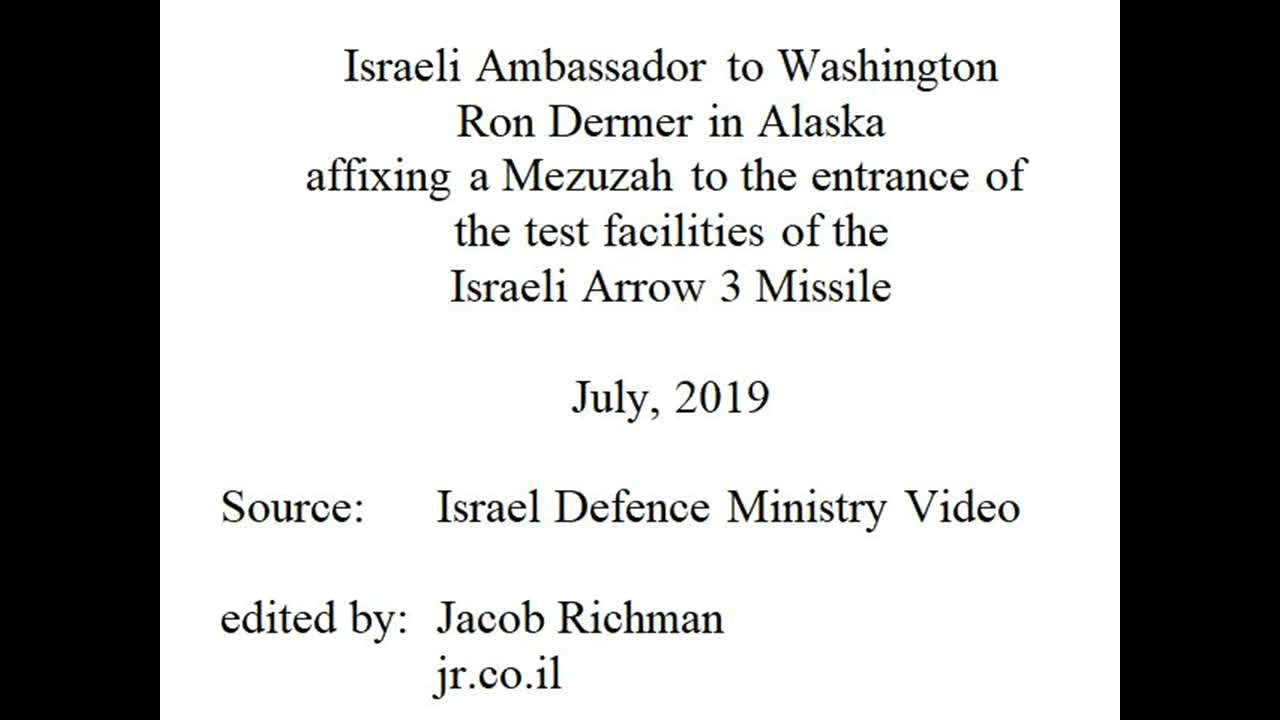 Israeli Ambassador to Washington
Ron Dermer in Alaska
affixing a Mezuzah to the entrance of
the test facilities of the
Israeli Arrow 3 Missile
July, 2019
Source: Israel Defence Ministry Video
edited by: Jacob Richman
jr.co.il